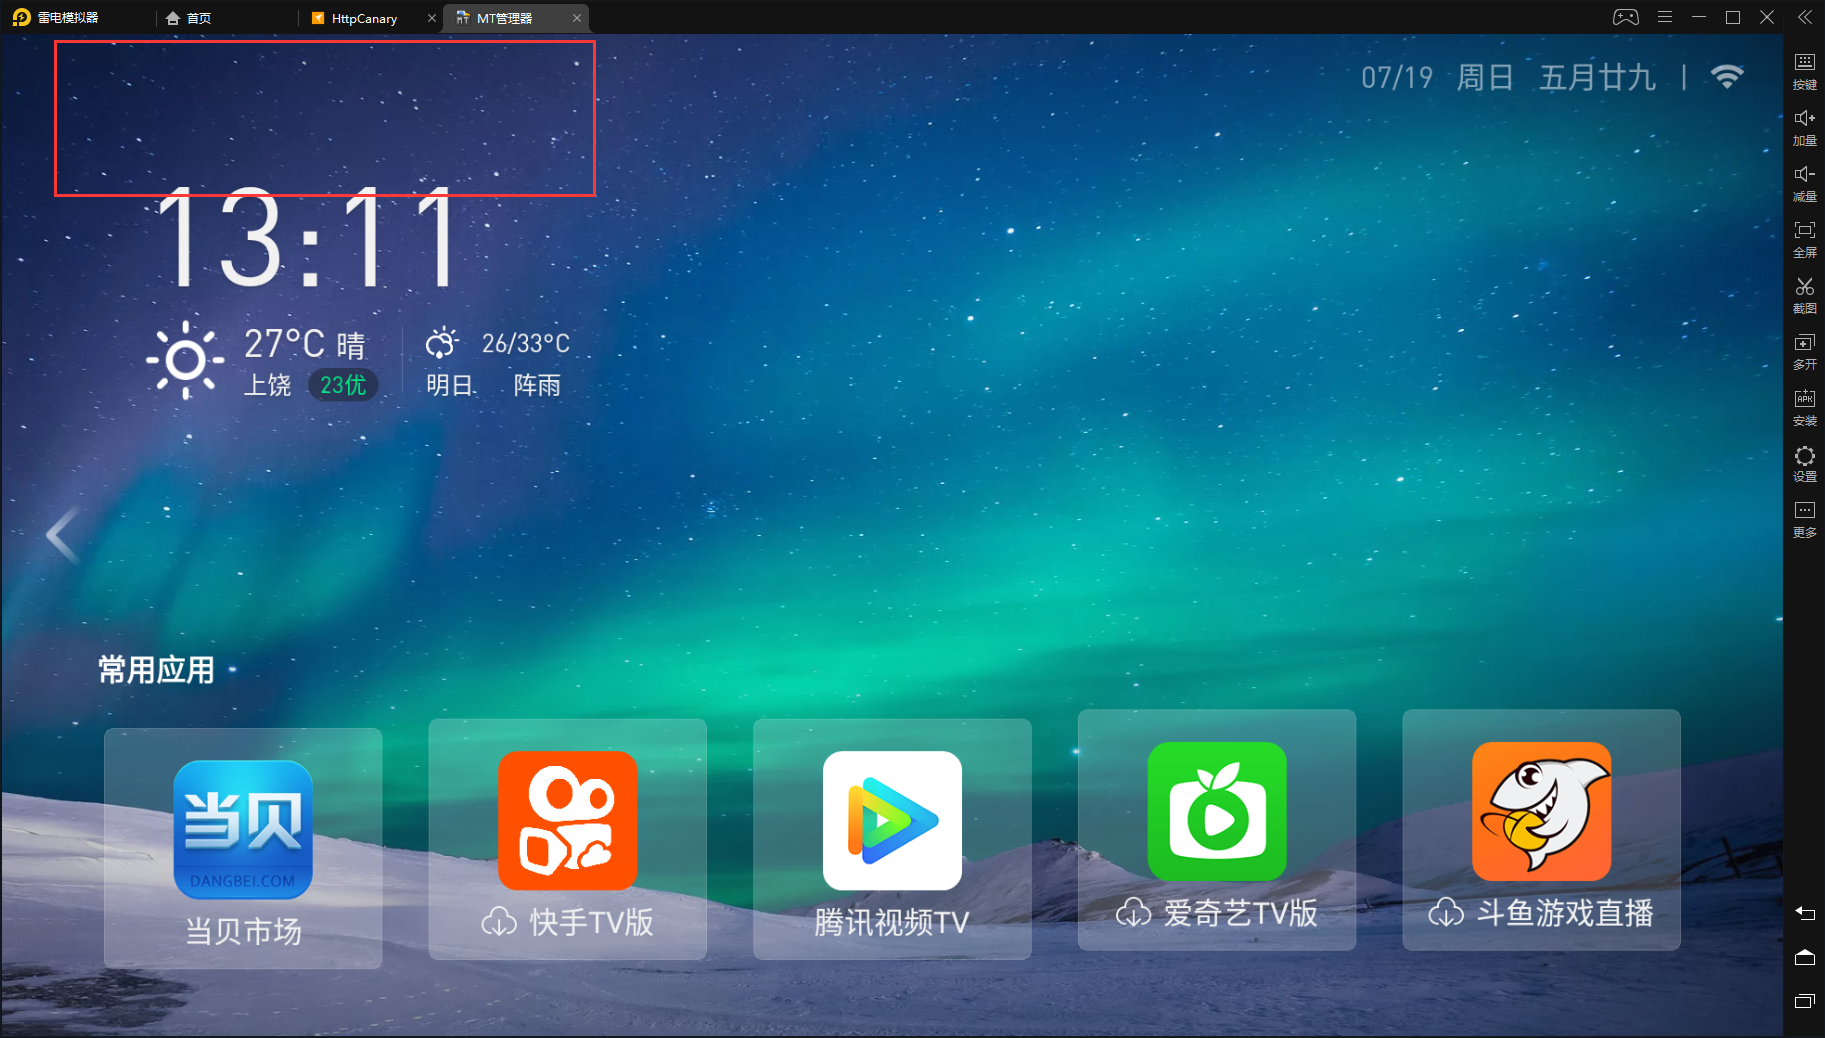 雷电模拟器
首页
HttpCanary
MT管理器
07/19 周日 五月廿九
13:11
27°C 晴
上饶 23优
26/33°C
明日 阵雨
常用应用
当贝
DANGBEI.COM
当贝市场
快手TV版
腾讯视频TV
爱奇艺TV版
斗鱼游戏直播
按键
加量
减量
全屏
截图
多开
APK
安装
设置
更多